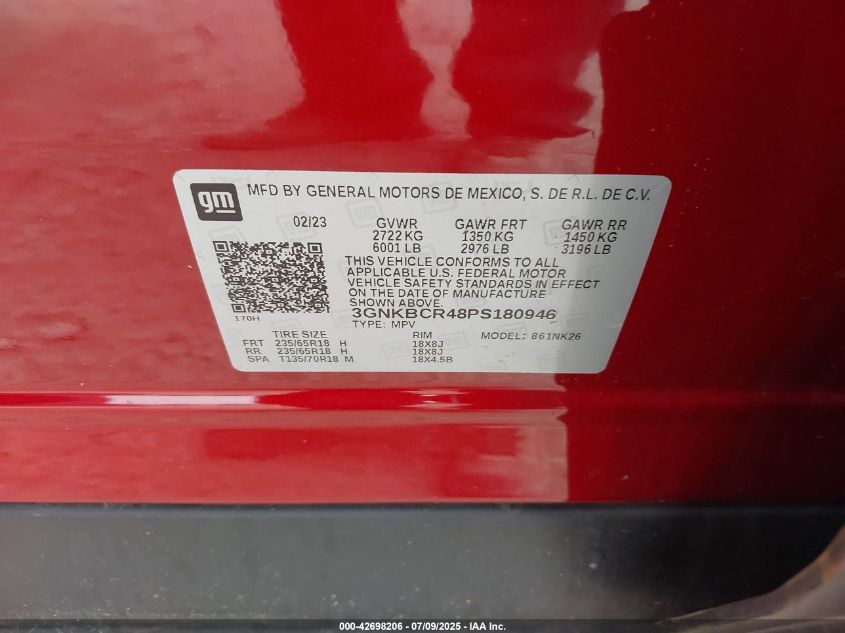 gm
MFD BY GENERAL MOTORS DE MEXICO, S. DE R.L. DE C.V.
02/23 GVWR GAWR FRT GAWR RR
2722 KG 1350 KG 1450 KG
6001 LB 2976 LB 3196 LB
THIS VEHICLE CONFORMS TO ALL
APPLICABLE U.S. FEDERAL MOTOR
VEHICLE SAFETY STANDARDS IN EFFECT
ON THE DATE OF MANUFACTURE
SHOWN ABOVE.
3GNKBCR48PS180946
170H
TYPE: MPV MODEL: 861NK26
TIRE SIZE RIM
FRT 235/65R18 H 18X8J
RR 235/65R18 H 18X8J
SPA T135/70R18 M 18X4.5B
000-42698206 - 07/09/2025 - IAA Inc.